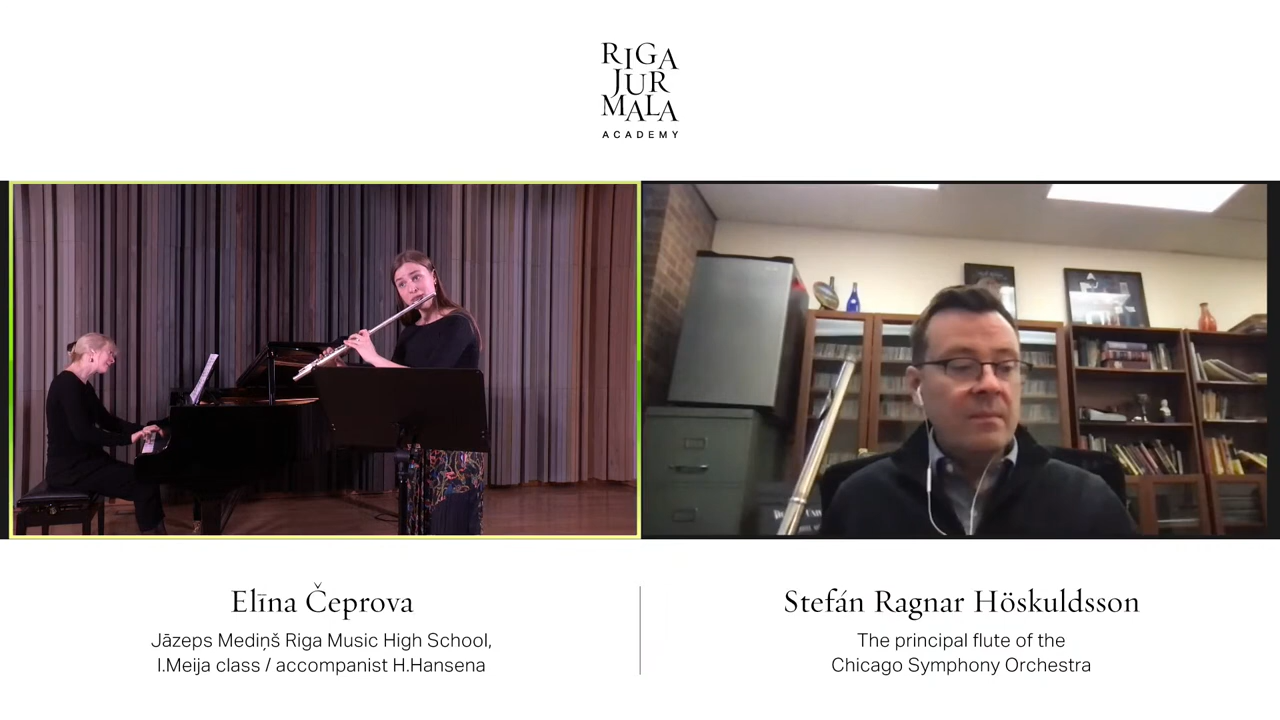 RIGA
JUR
MALA
ACADEMY
Elīna Čeprova
Jāzeps Mediņš Riga Music High School,
I.Meija class / accompanist H.Hansena
Stefán Ragnar Höskuldsson
The principal flute of the
Chicago Symphony Orchestra